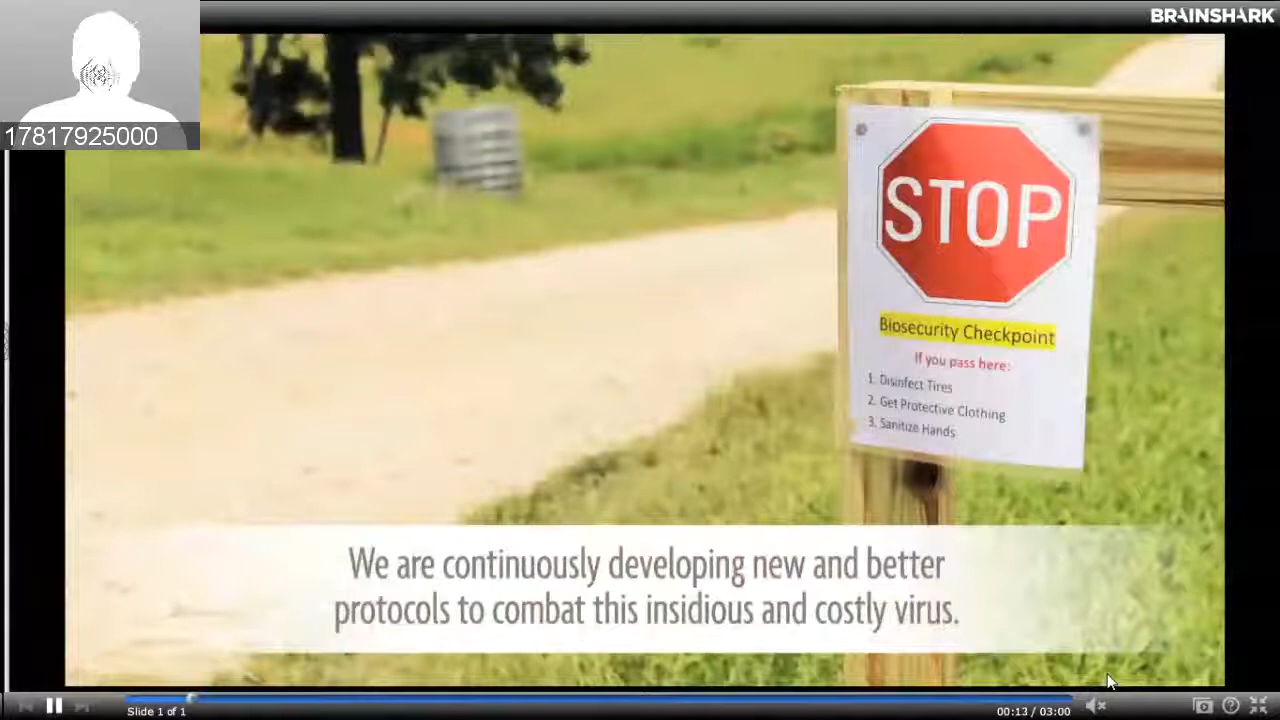 BRAINSHARK
17817925000
STOP
Biosecurity Checkpoint
If you pass here:
1. Disinfect Tires
2. Get Protective Clothing
3. Sanitize Hands
We are continuously developing new and better
protocols to combat this insidious and costly virus.
Slide 1 of 1
00:13 / 03:00